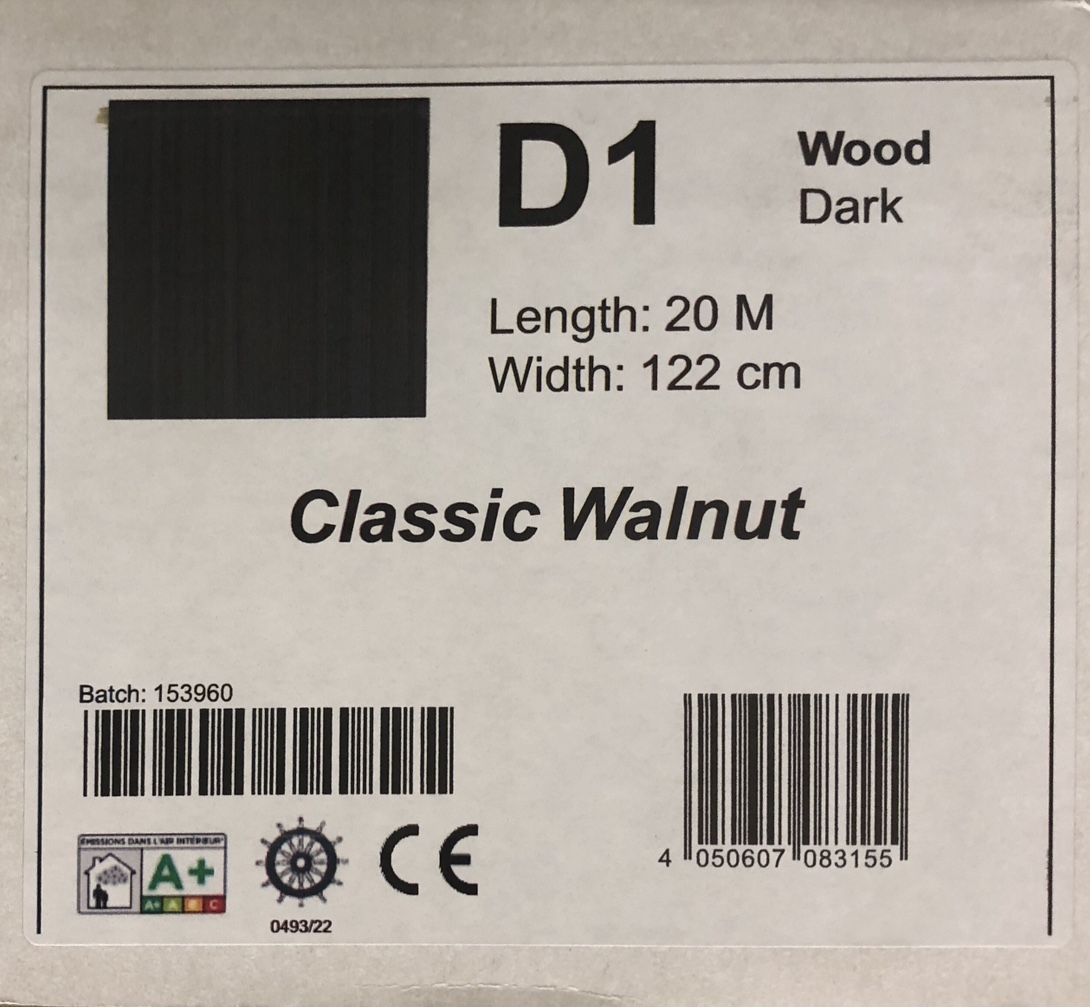 D1
Wood
Dark
Length: 20 M
Width: 122 cm
Classic Walnut
Batch: 153960
4 050607 083155
ÉMISSIONS DANS L'AIR INTÉRIEUR*
A+
A+ A B C
CE
0493/22